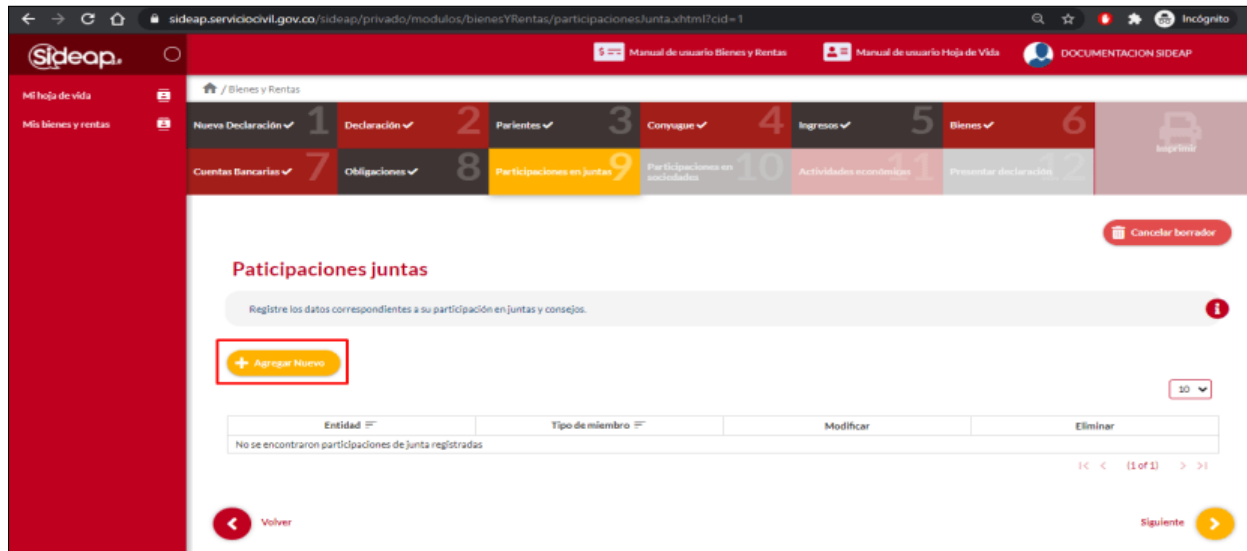 sideap.serviciocivil.gov.co/sideap/privado/modulos/bienesYRentas/participacionesJunta.xhtml?cid=1
Incógnito
Sideap.
Manual de usuario Bienes y Rentas
Manual de usuario Hoja de Vida
DOCUMENTACION SIDEAP
Mi hoja de vida
Mis bienes y rentas
/ Bienes y Rentas
Nueva Declaración 1
Declaración 2
Parientes 3
Conyugue 4
Ingresos 5
Bienes 6
Imprimir
Cuentas Bancarias 7
Obligaciones 8
Participaciones en juntas 9
Participaciones en sociedades 10
Actividades económicas 11
Presentar declaración 12
Cancelar borrador
Paticipaciones juntas
Registre los datos correspondientes a su participación en juntas y consejos.
+ Agregar Nuevo
10
Entidad Tipo de miembro Modificar Eliminar
No se encontraron participaciones de junta registradas
(1 of 1)
Volver
Siguiente